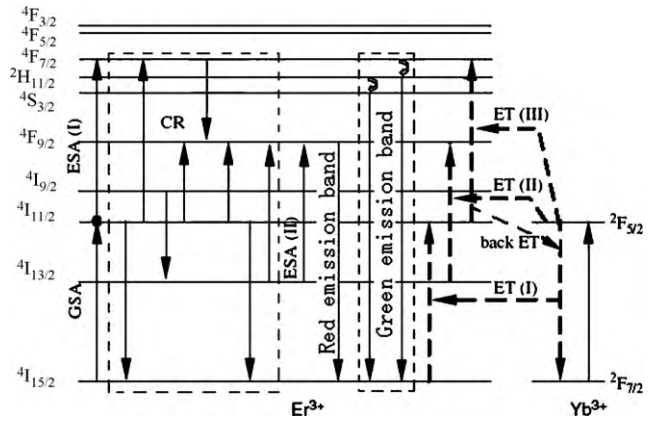 ⁴F₃/₂
⁴F₅/₂
⁴F₇/₂
²H₁₁/₂
⁴S₃/₂
⁴F₉/₂
⁴I₉/₂
⁴I₁₁/₂
⁴I₁₃/₂
⁴I₁₅/₂
ESA (I)
GSA
CR
ESA (II)
Red emission band
Green emission band
ET (III)
ET (II)
back ET
ET (I)
²F₅/₂
²F₇/₂
Er³⁺
Yb³⁺